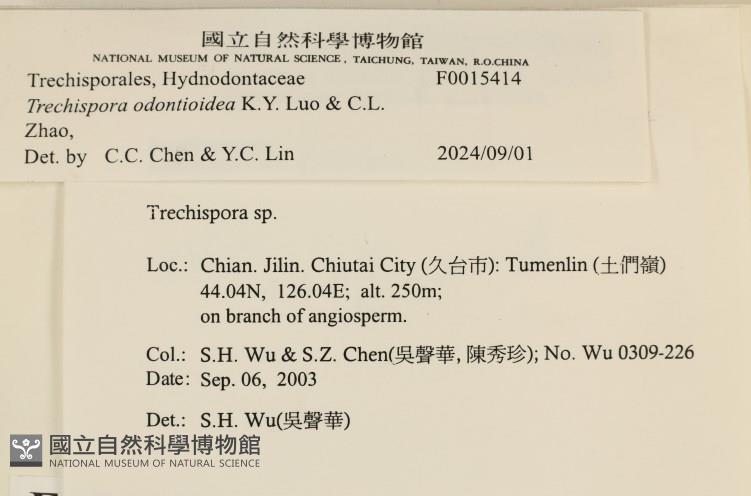 國立自然科學博物館
NATIONAL MUSEUM OF NATURAL SCIENCE, TAICHUNG, TAIWAN, R.O.CHINA
Trechisporales, Hydnodontaceae F0015414
Trechispora odontioidea K.Y. Luo & C.L.
Zhao,
Det. by C.C. Chen & Y.C. Lin 2024/09/01
Trechispora sp.
Loc.: Chian. Jilin. Chiutai City (久台市): Tumenlin (土們嶺)
44.04N, 126.04E; alt. 250m;
on branch of angiosperm.
Col.: S.H. Wu & S.Z. Chen(吳聲華, 陳秀珍); No. Wu 0309-226
Date: Sep. 06, 2003
Det.: S.H. Wu(吳聲華)
國立自然科學博物館
NATIONAL MUSEUM OF NATURAL SCIENCE